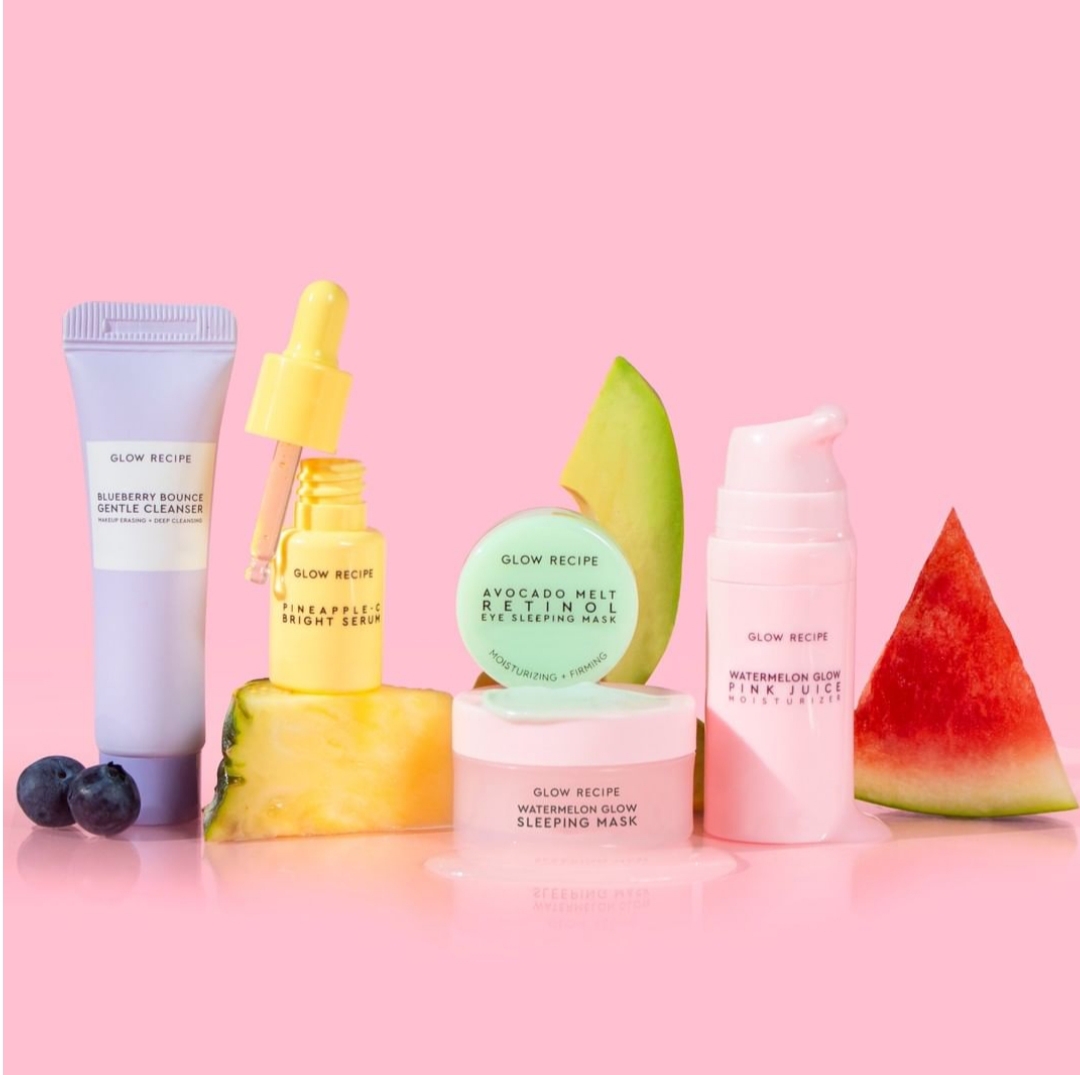 GLOW RECIPE
BLUEBERRY BOUNCE
GENTLE CLEANSER
MAKEUP ERASING + DEEP CLEANSING
GLOW RECIPE
PINEAPPLE-C
BRIGHT SERUM
GLOW RECIPE
AVOCADO MELT
RETINOL
EYE SLEEPING MASK
MOISTURIZING + FIRMING
GLOW RECIPE
WATERMELON GLOW
SLEEPING MASK
GLOW RECIPE
WATERMELON GLOW
PINK JUICE
MOISTURIZER